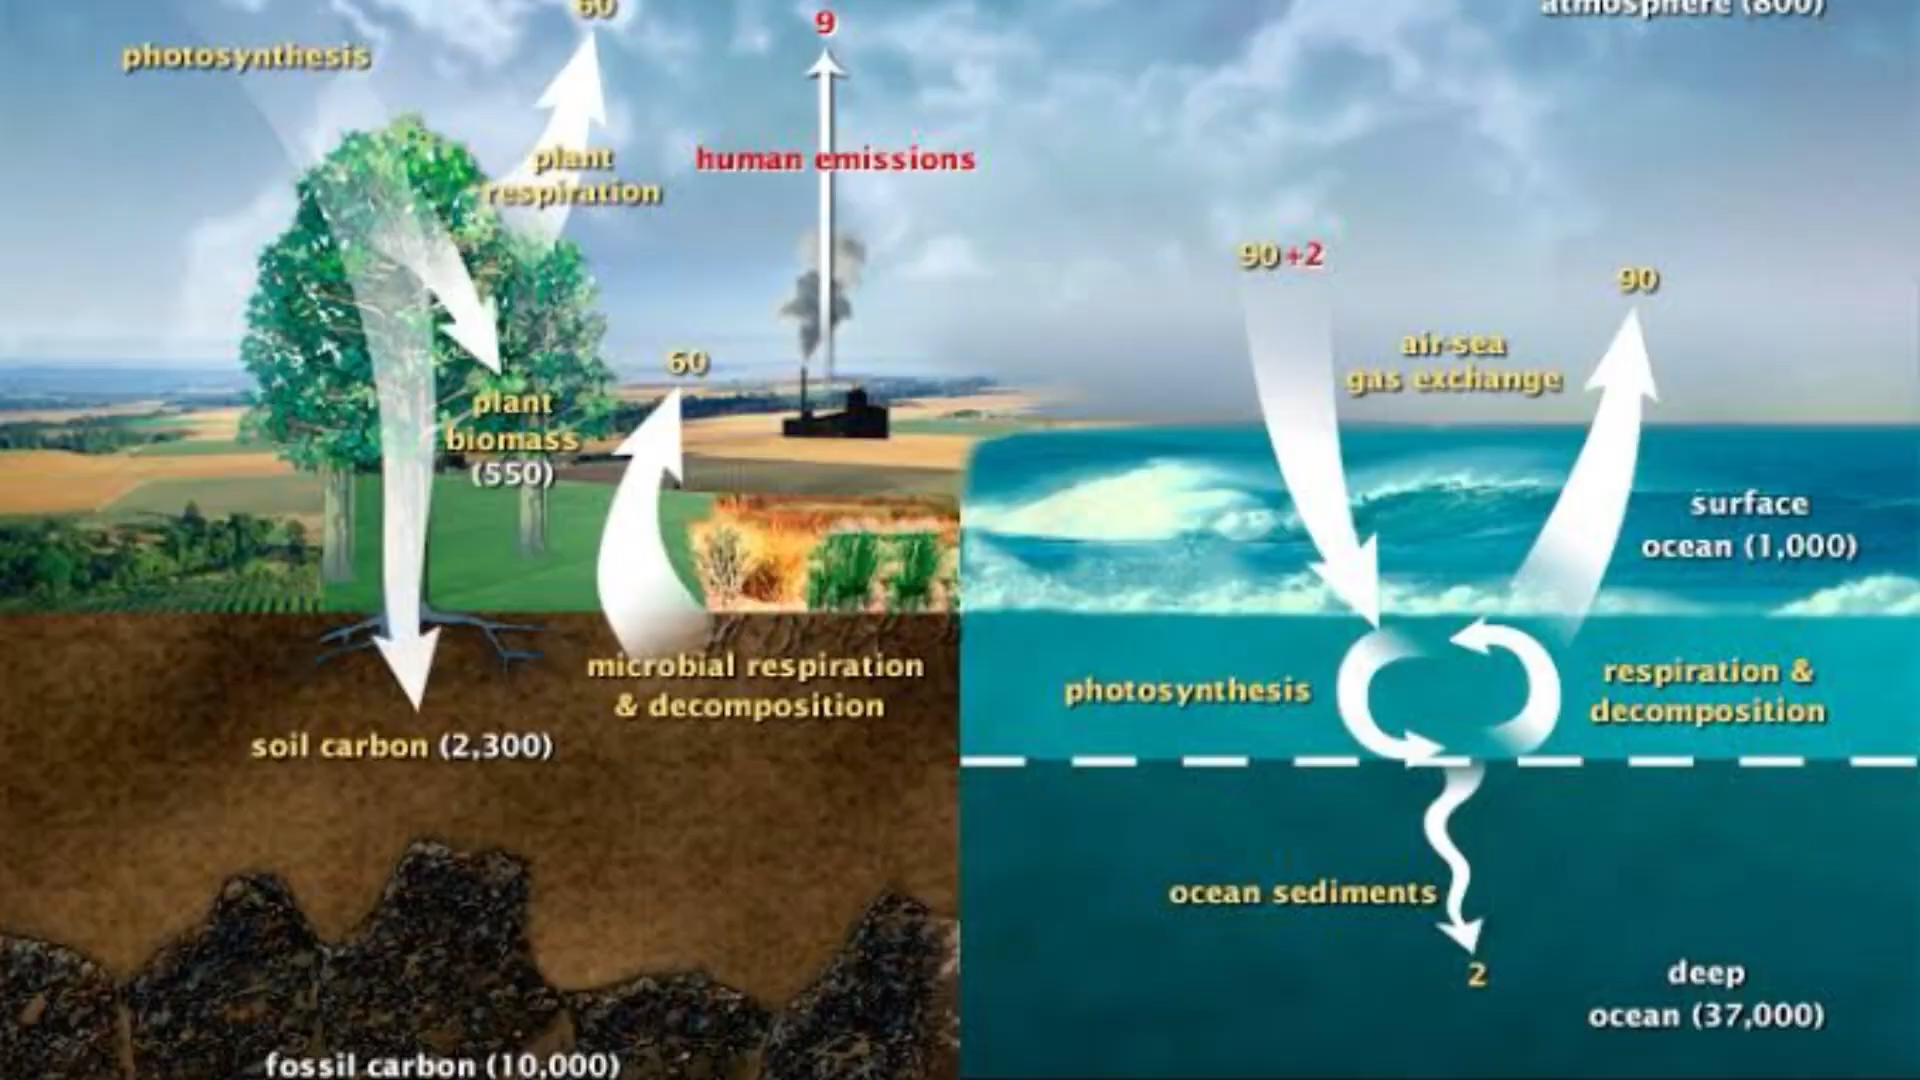 60
9
atmosphere (800)
photosynthesis
plant
respiration
human emissions
90 +2
90
air-sea
gas exchange
60
plant
biomass
(550)
surface
ocean (1,000)
microbial respiration
& decomposition
photosynthesis
respiration &
decomposition
soil carbon (2,300)
ocean sediments
2
deep
ocean (37,000)
fossil carbon (10,000)